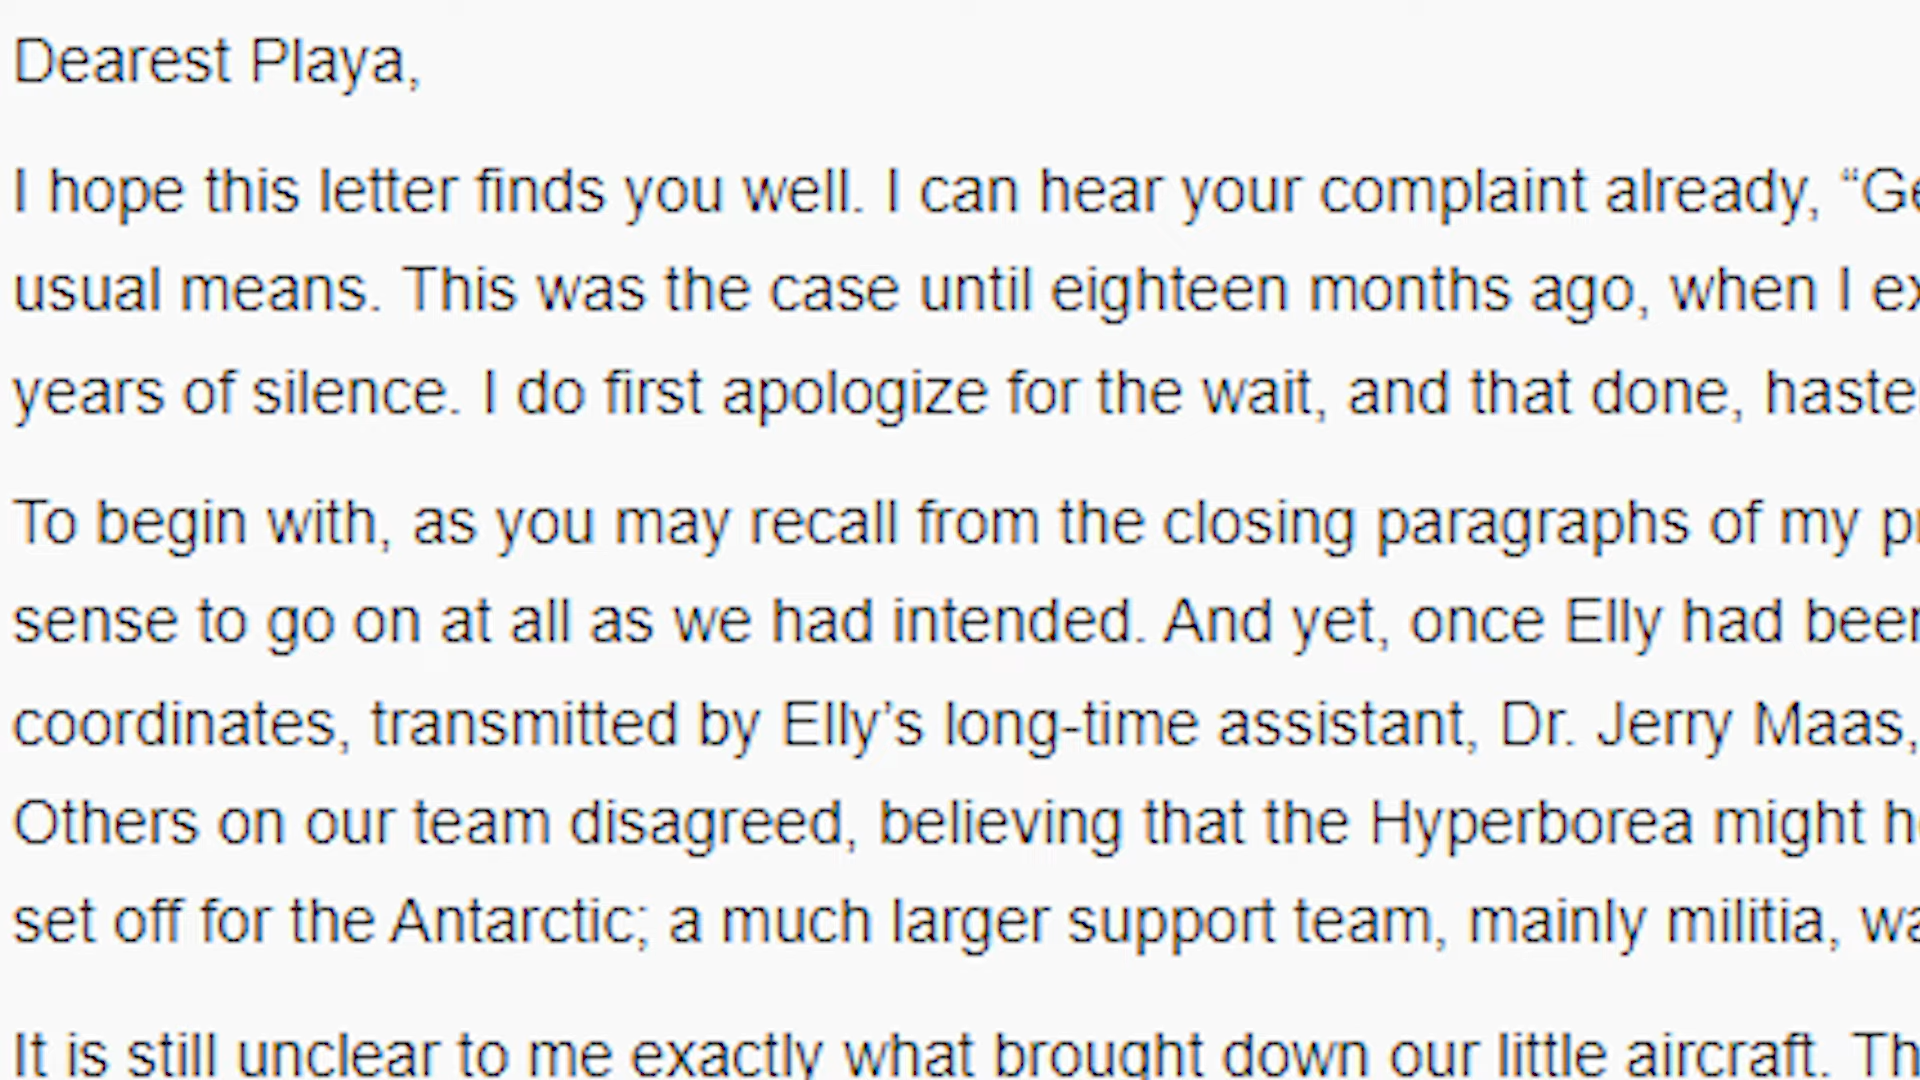 Dearest Playa,
I hope this letter finds you well. I can hear your complaint already, “Ge
usual means. This was the case until eighteen months ago, when I ex
years of silence. I do first apologize for the wait, and that done, haste
To begin with, as you may recall from the closing paragraphs of my pr
sense to go on at all as we had intended. And yet, once Elly had been
coordinates, transmitted by Elly’s long-time assistant, Dr. Jerry Maas,
Others on our team disagreed, believing that the Hyperborea might h
set off for the Antarctic; a much larger support team, mainly militia, wa
It is still unclear to me exactly what brought down our little aircraft. Th